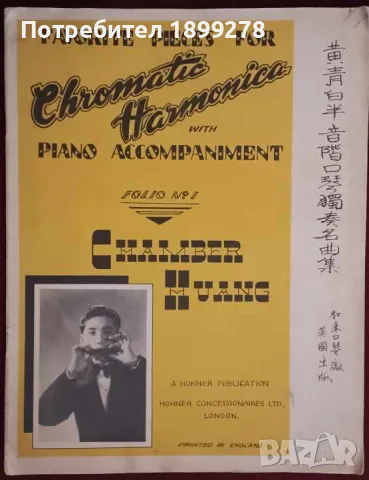 Потребител 1899278
FAVORITE PIECES FOR
Chromatic
Harmonica
WITH
PIANO ACCOMPANIMENT
FOLIO Nº 1
CHAMBER
HUANG
A HOHNER PUBLICATION
HOHNER CONCESSIONAIRES LTD.,
LONDON.
PRINTED IN ENGLAND
黃青白半音階口琴獨奏名曲集
和來口琴廠
英國出版
BAZAR
bg